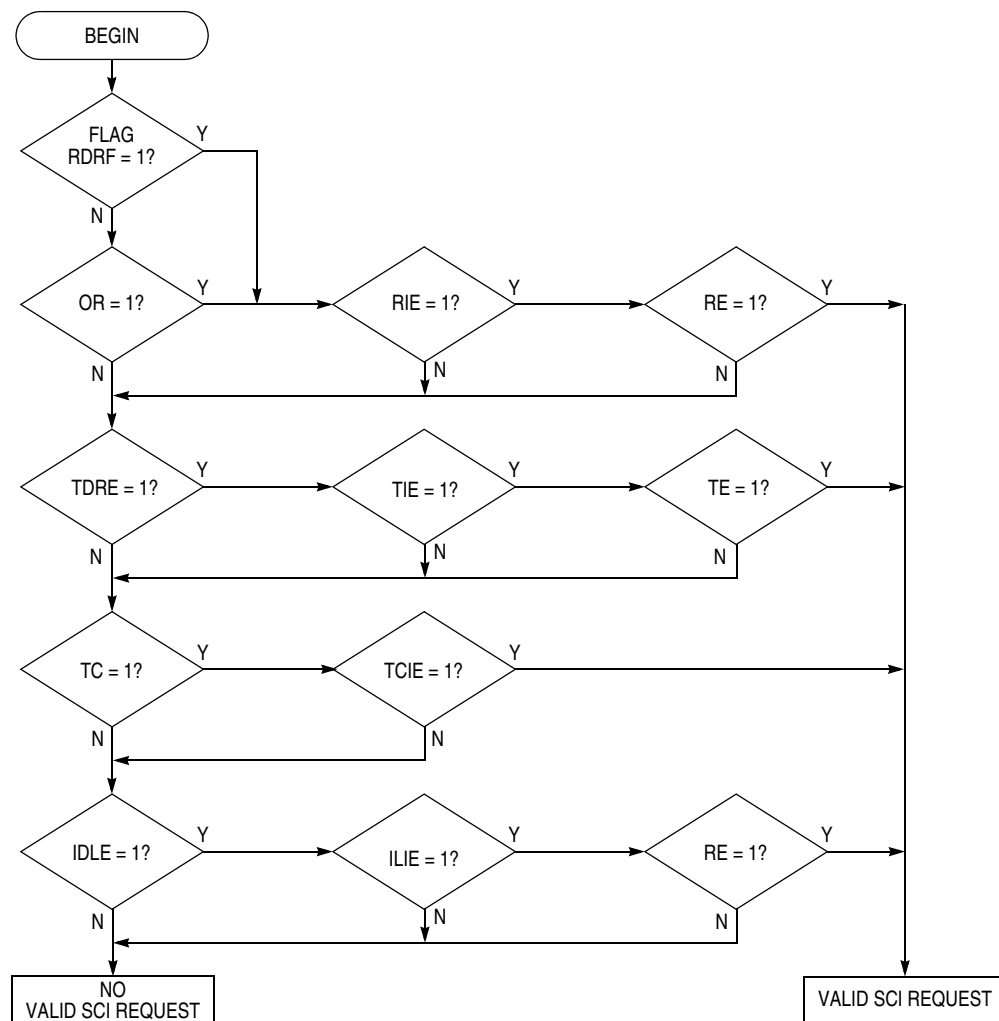 BEGIN
FLAG
RDRF = 1?
Y
N
OR = 1?
Y
RIE = 1?
Y
RE = 1?
Y
N
N
N
TDRE = 1?
Y
TIE = 1?
Y
TE = 1?
Y
N
N
N
TC = 1?
Y
TCIE = 1?
Y
N
N
IDLE = 1?
Y
ILIE = 1?
Y
RE = 1?
Y
N
N
N
NO
VALID SCI REQUEST
VALID SCI REQUEST